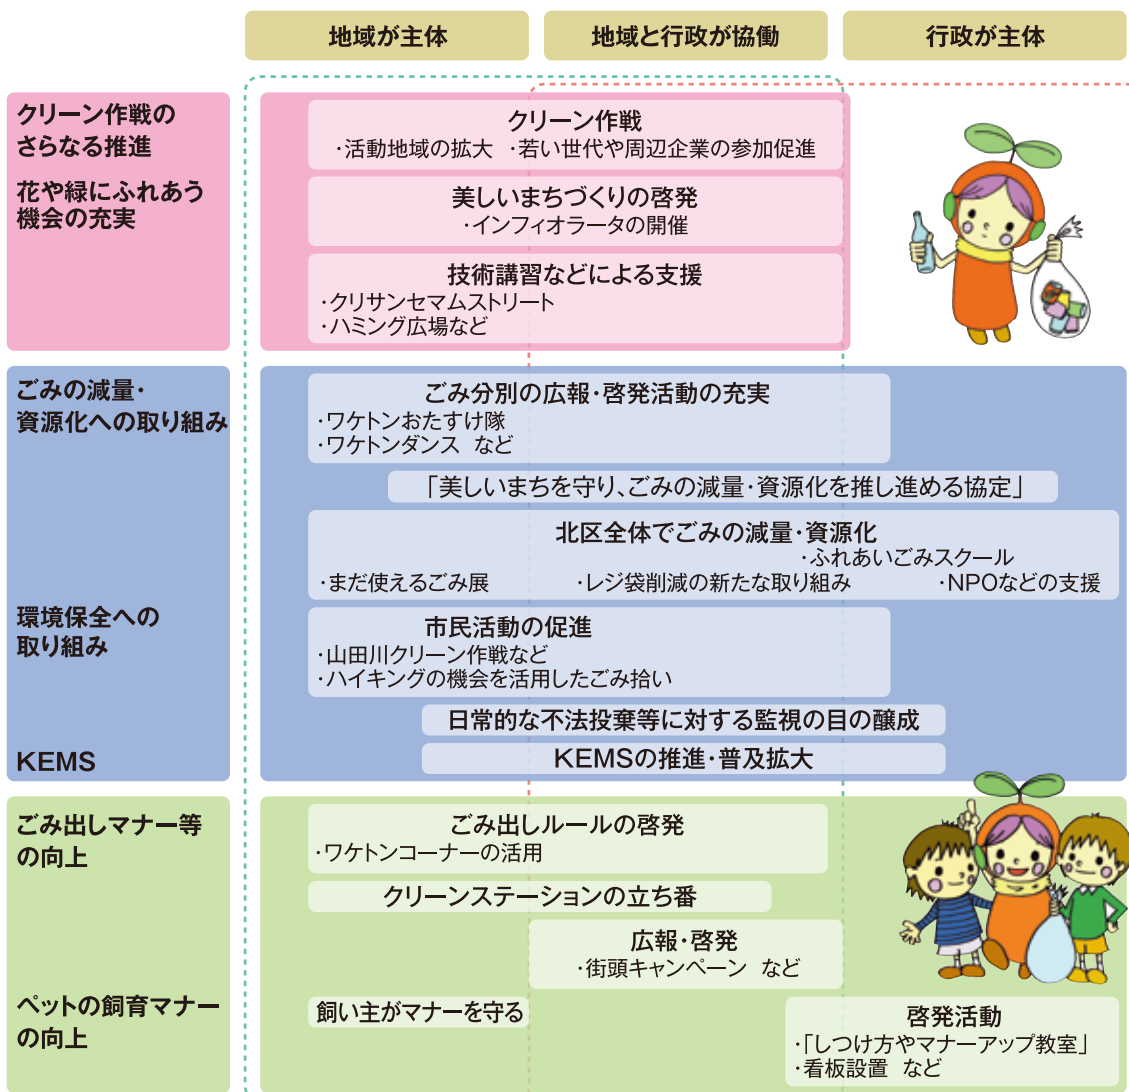 地域が主体
地域と行政が協働
行政が主体
クリーン作戦の
さらなる推進
花や緑にふれあう
機会の充実
クリーン作戦
・活動地域の拡大 ・若い世代や周辺企業の参加促進
美しいまちづくりの啓発
・インフィオラータの開催
技術講習などによる支援
・クリサンセマムストリート
・ハミング広場など
ごみの減量・
資源化への取り組み
ごみ分別の広報・啓発活動の充実
・ワケトンおたすけ隊
・ワケトンダンス など
「美しいまちを守り、ごみの減量・資源化を推し進める協定」
北区全体でごみの減量・資源化
・ふれあいごみスクール
・まだ使えるごみ展 ・レジ袋削減の新たな取り組み ・NPOなどの支援
環境保全への
取り組み
市民活動の促進
・山田川クリーン作戦など
・ハイキングの機会を活用したごみ拾い
日常的な不法投棄等に対する監視の目の醸成
KEMS
KEMSの推進・普及拡大
ごみ出しマナー等
の向上
ごみ出しルールの啓発
・ワケトンコーナーの活用
クリーンステーションの立ち番
広報・啓発
・街頭キャンペーン など
ペットの飼育マナー
の向上
飼い主がマナーを守る
啓発活動
・「しつけ方やマナーアップ教室」
・看板設置 など